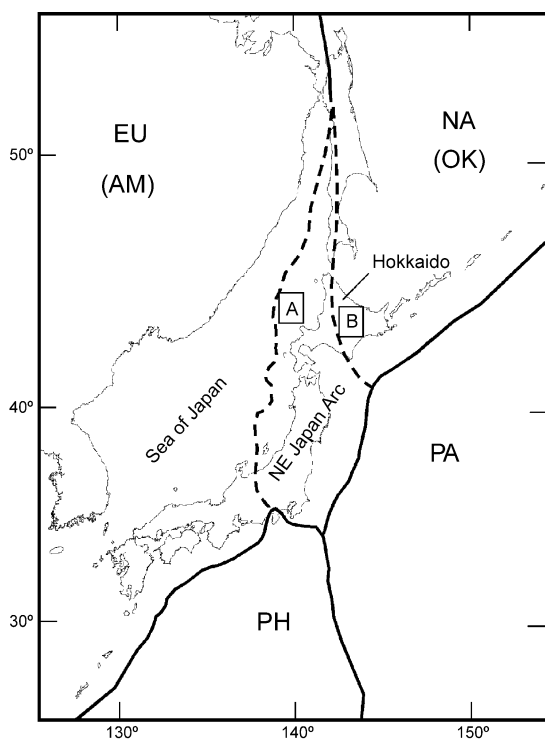 EU
(AM)
NA
(OK)
50º
Hokkaido
A
B
Sea of Japan
NE Japan Arc
40º
PA
30º
PH
130º
140º
150º